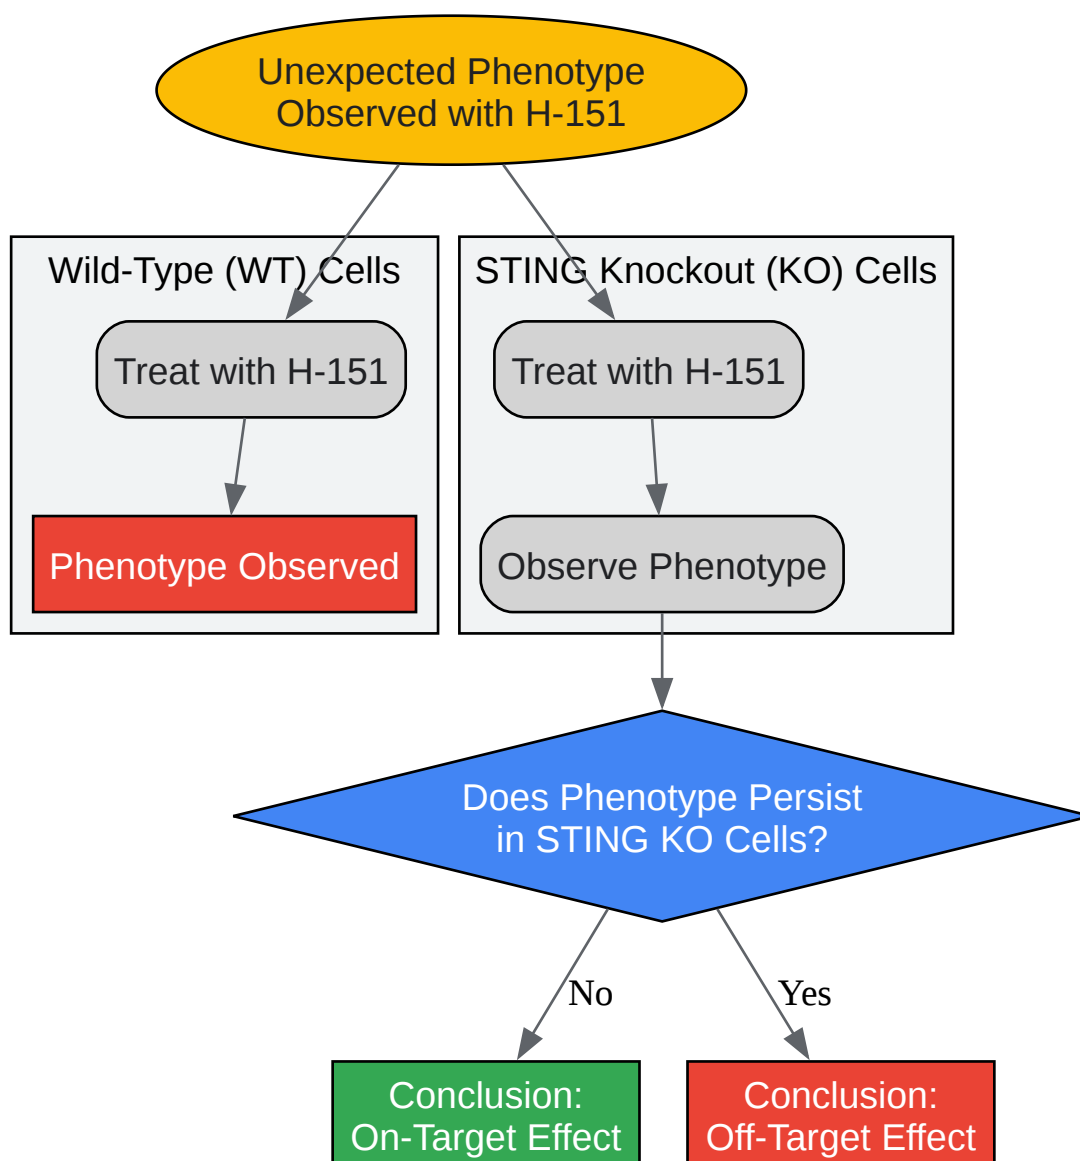 Unexpected Phenotype
Observed with H-151
Wild-Type (WT) Cells
STING Knockout (KO) Cells
Treat with H-151
Treat with H-151
Phenotype Observed
Observe Phenotype
Does Phenotype Persist
in STING KO Cells?
No
Yes
Conclusion:
On-Target Effect
Conclusion:
Off-Target Effect